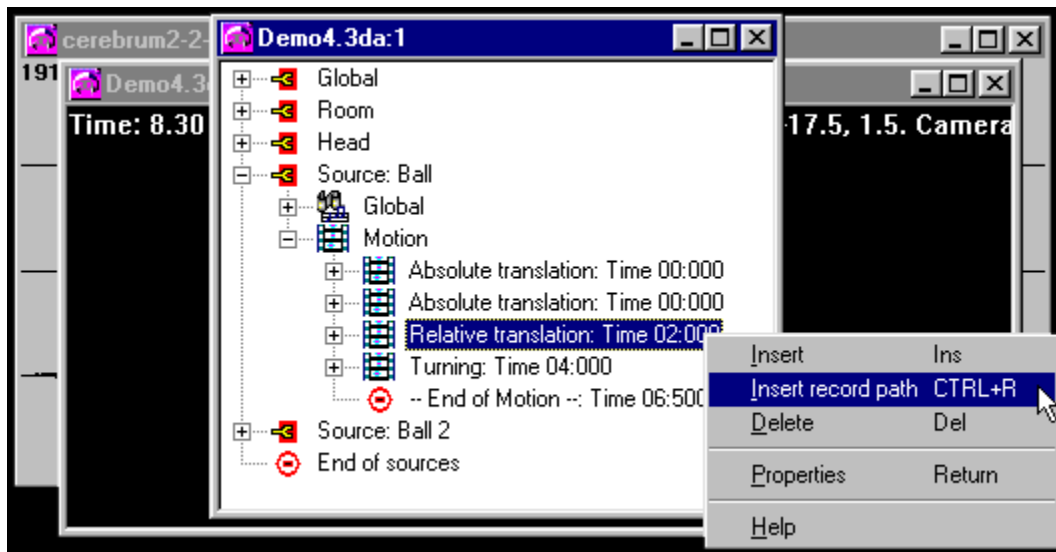 cerebrum2-2-
Demo4.3da:1
191
Demo4.3
Time: 8.30
-17.5, 1.5. Camera
Global
Room
Head
Source: Ball
Global
Motion
Absolute translation: Time 00:000
Absolute translation: Time 00:000
Relative translation: Time 02:000
Turning: Time 04:000
-- End of Motion --: Time 06:500
Source: Ball 2
End of sources
Insert Ins
Insert record path CTRL+R
Delete Del
Properties Return
Help